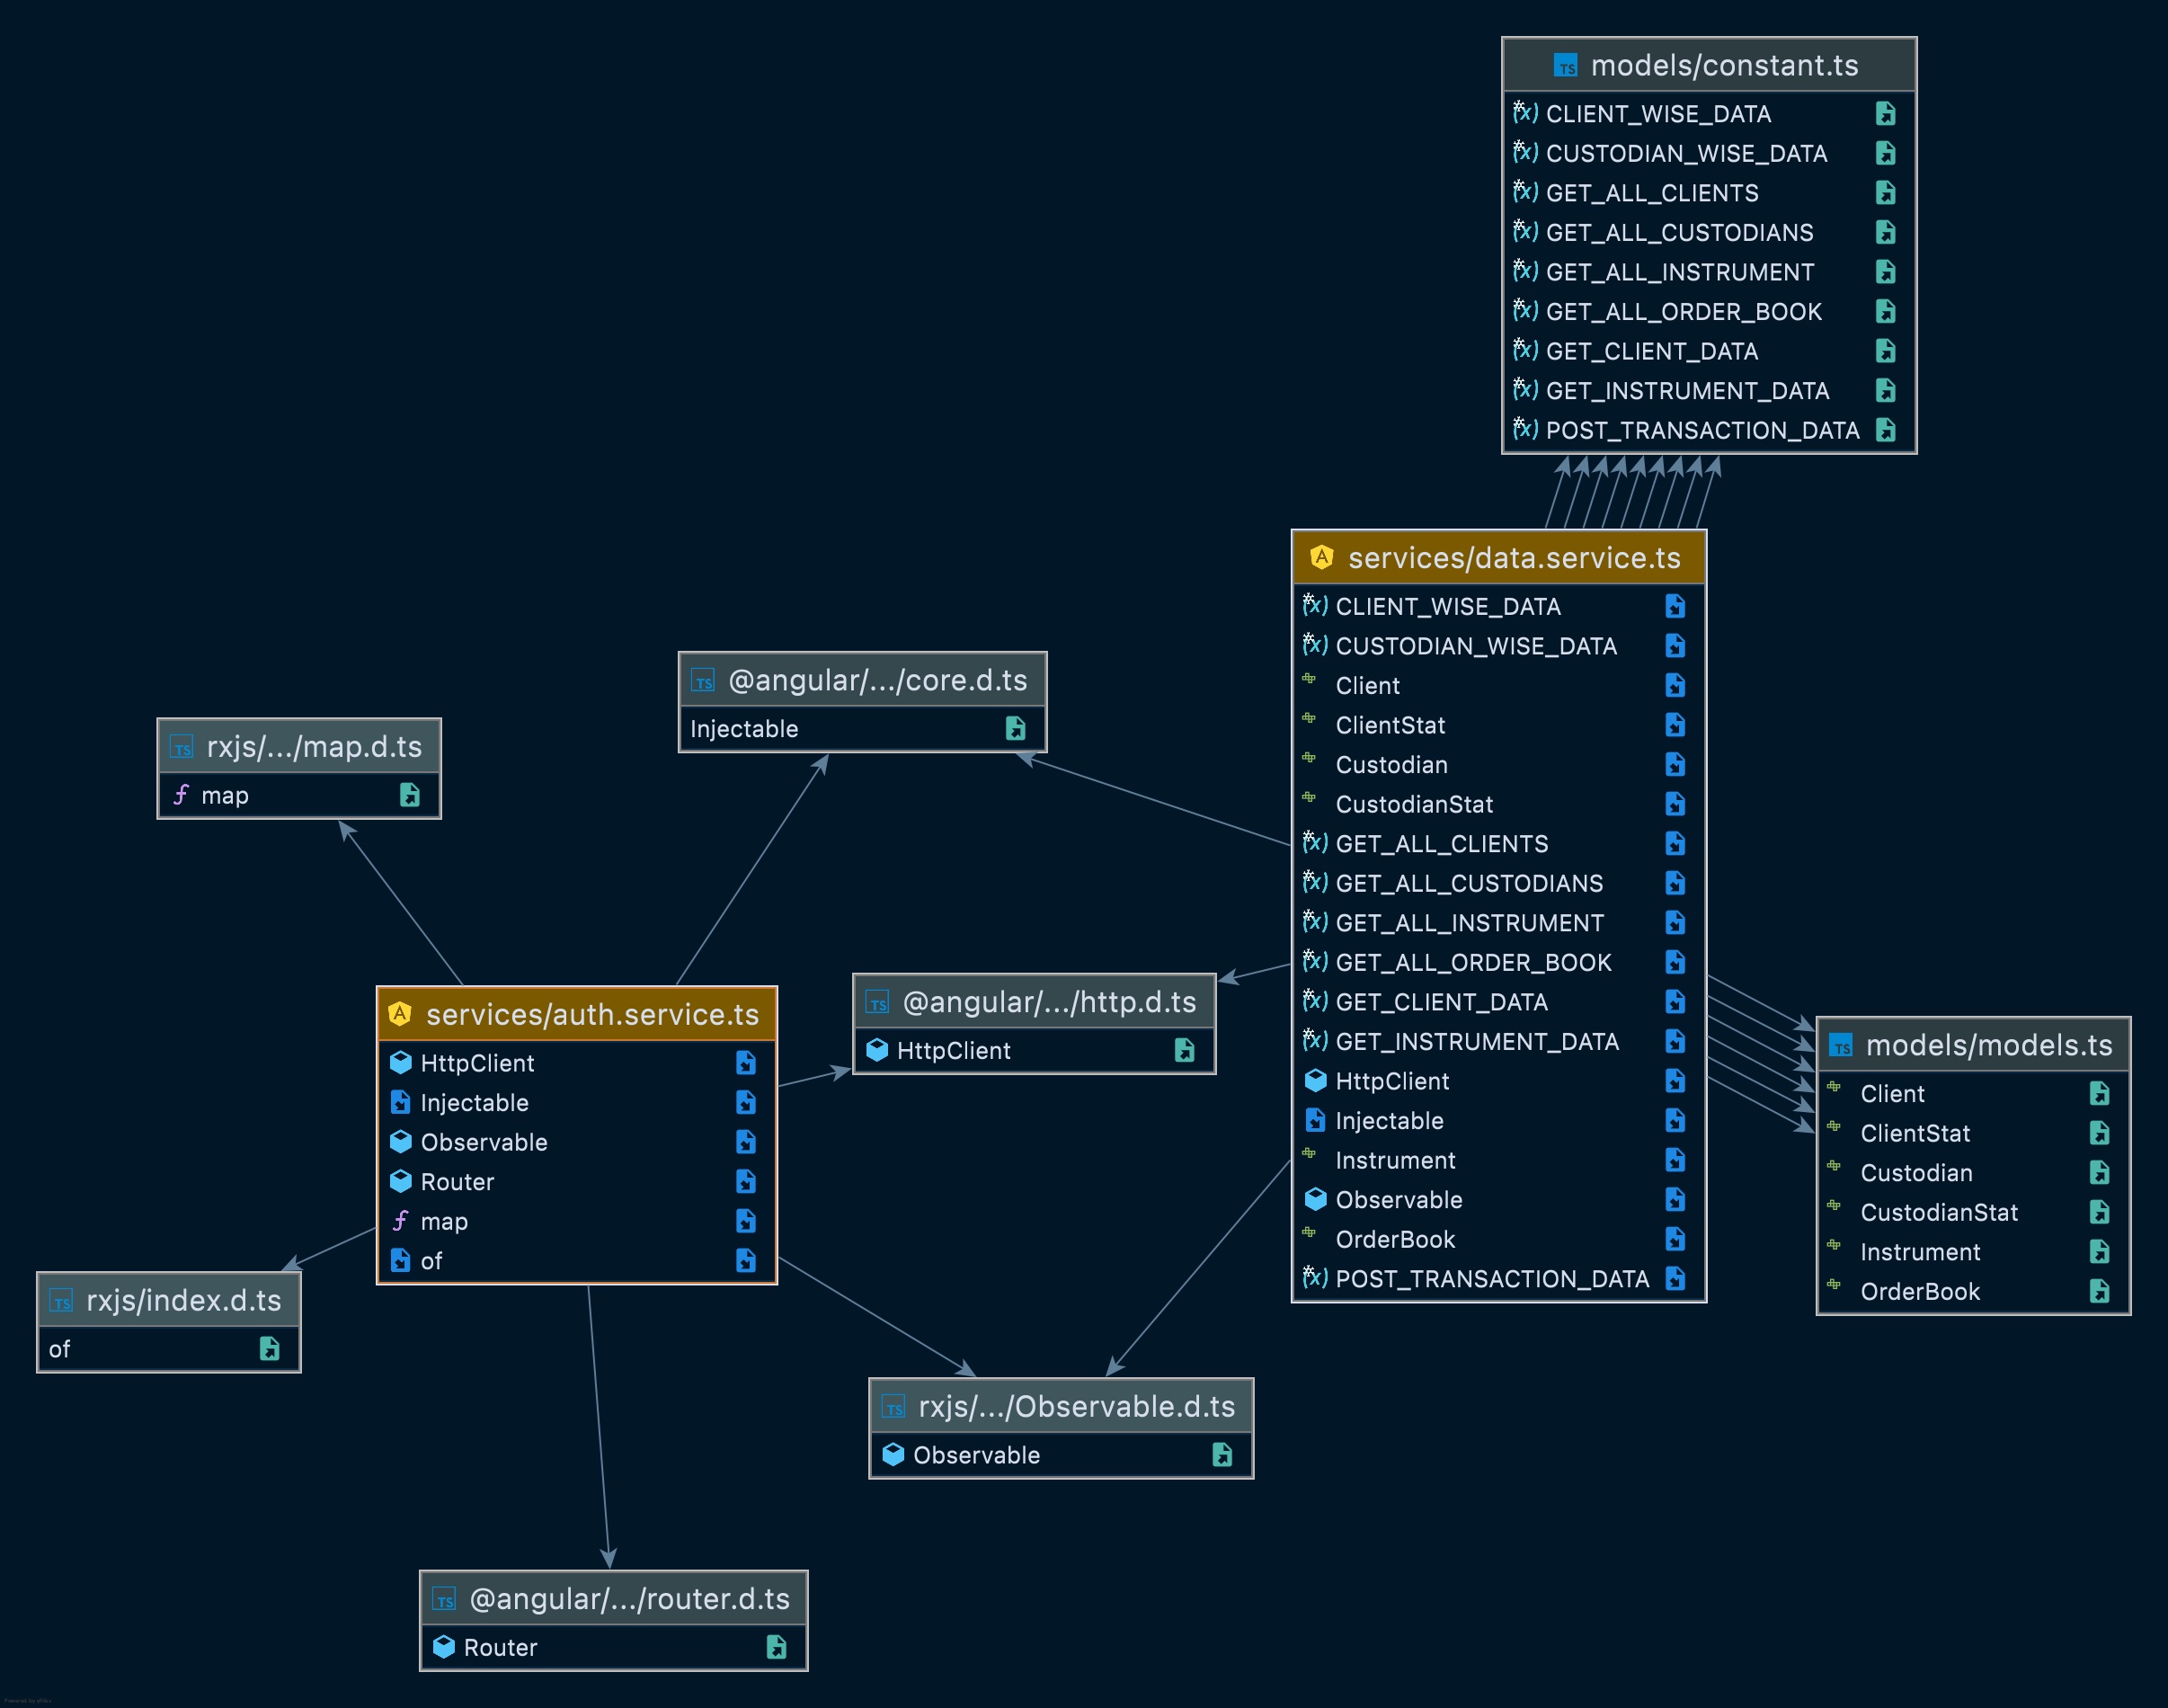 models/constant.ts
CLIENT_WISE_DATA
CUSTODIAN_WISE_DATA
GET_ALL_CLIENTS
GET_ALL_CUSTODIANS
GET_ALL_INSTRUMENT
GET_ALL_ORDER_BOOK
GET_CLIENT_DATA
GET_INSTRUMENT_DATA
POST_TRANSACTION_DATA
services/data.service.ts
CLIENT_WISE_DATA
CUSTODIAN_WISE_DATA
Client
ClientStat
Custodian
CustodianStat
GET_ALL_CLIENTS
GET_ALL_CUSTODIANS
GET_ALL_INSTRUMENT
GET_ALL_ORDER_BOOK
GET_CLIENT_DATA
GET_INSTRUMENT_DATA
HttpClient
Injectable
Instrument
Observable
OrderBook
POST_TRANSACTION_DATA
@angular/.../core.d.ts
Injectable
rxjs/.../map.d.ts
map
@angular/.../http.d.ts
HttpClient
services/auth.service.ts
HttpClient
Injectable
Observable
Router
map
of
models/models.ts
Client
ClientStat
Custodian
CustodianStat
Instrument
OrderBook
rxjs/index.d.ts
of
rxjs/.../Observable.d.ts
Observable
@angular/.../router.d.ts
Router
Powered by yFiles